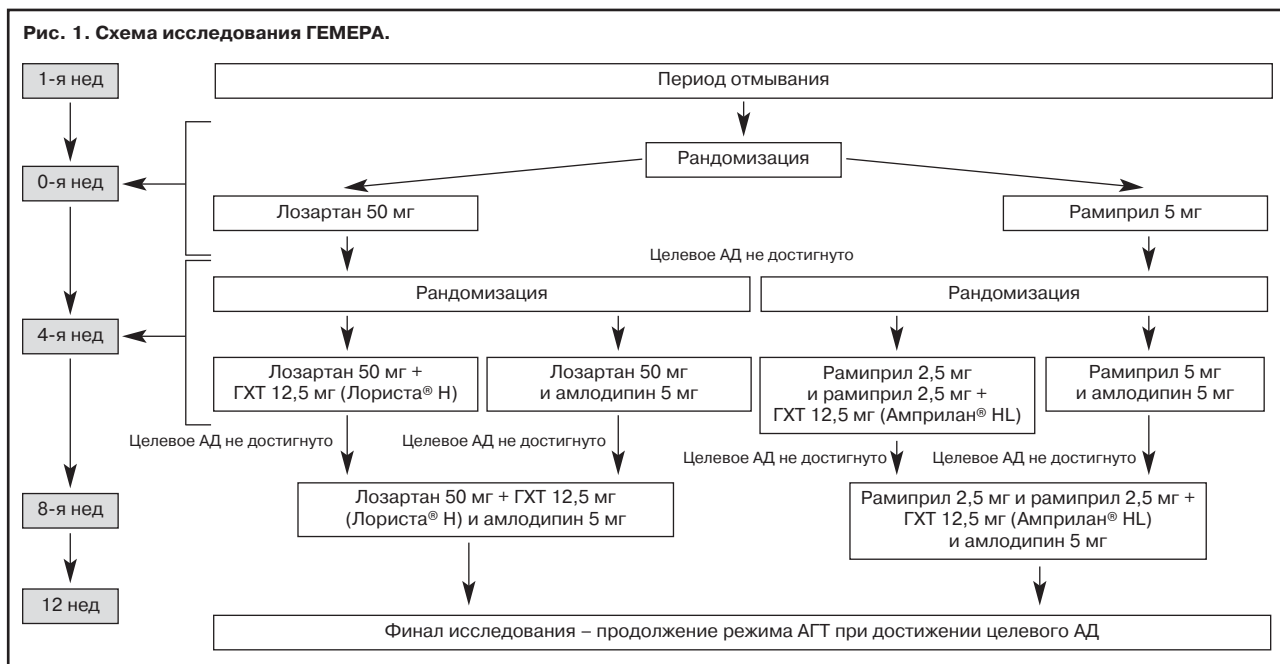 Рис. 1. Схема исследования ГЕМЕРА.
1-я нед
Период отмывания
Рандомизация
0-я нед
Лозартан 50 мг
Рамиприл 5 мг
Целевое АД не достигнуто
Рандомизация
Рандомизация
4-я нед
Лозартан 50 мг +
ГХТ 12,5 мг (Лориста® Н)
Лозартан 50 мг
и амлодипин 5 мг
Рамиприл 2,5 мг
и рамиприл 2,5 мг +
ГХТ 12,5 мг (Амприлан® HL)
Рамиприл 5 мг
и амлодипин 5 мг
Целевое АД не достигнуто
Целевое АД не достигнуто
Целевое АД не достигнуто
Целевое АД не достигнуто
8-я нед
Лозартан 50 мг + ГХТ 12,5 мг
(Лориста® Н) и амлодипин 5 мг
Рамиприл 2,5 мг и рамиприл 2,5 мг +
ГХТ 12,5 мг (Амприлан® HL)
и амлодипин 5 мг
12 нед
Финал исследования – продолжение режима АГТ при достижении целевого АД